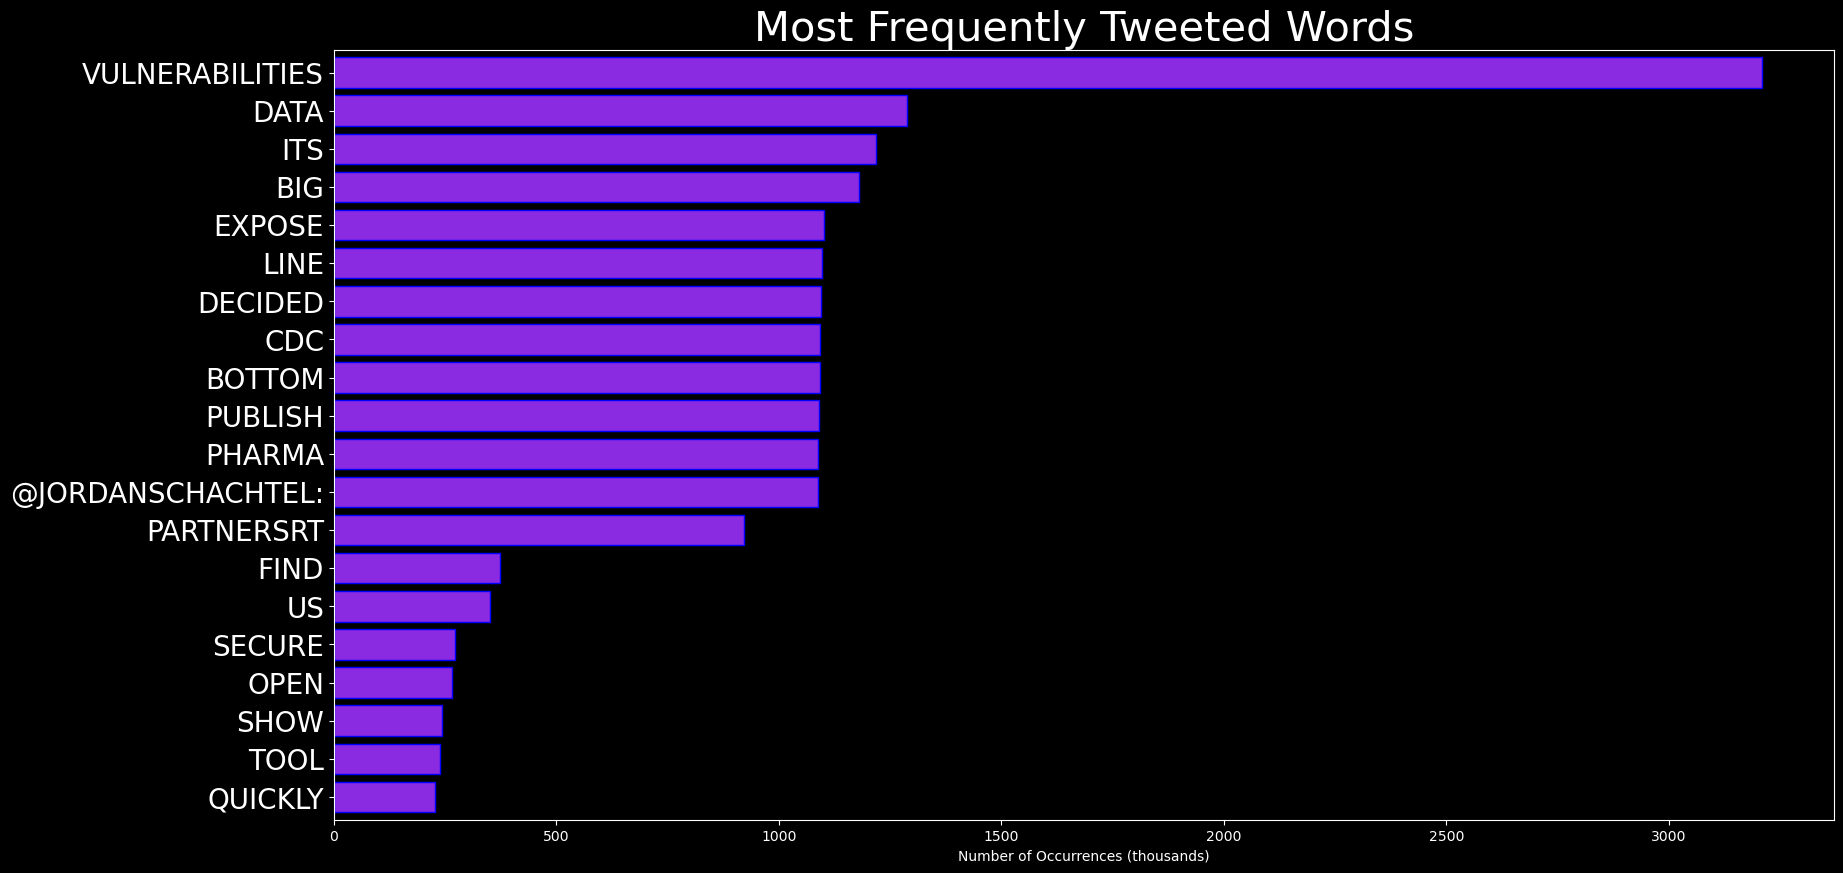 Most Frequently Tweeted Words
VULNERABILITIES
DATA
ITS
BIG
EXPOSE
LINE
DECIDED
CDC
BOTTOM
PUBLISH
PHARMA
@JORDANSCHACHTEL:
PARTNERSRT
FIND
US
SECURE
OPEN
SHOW
TOOL
QUICKLY
0 500 1000 1500 2000 2500 3000
Number of Occurrences (thousands)